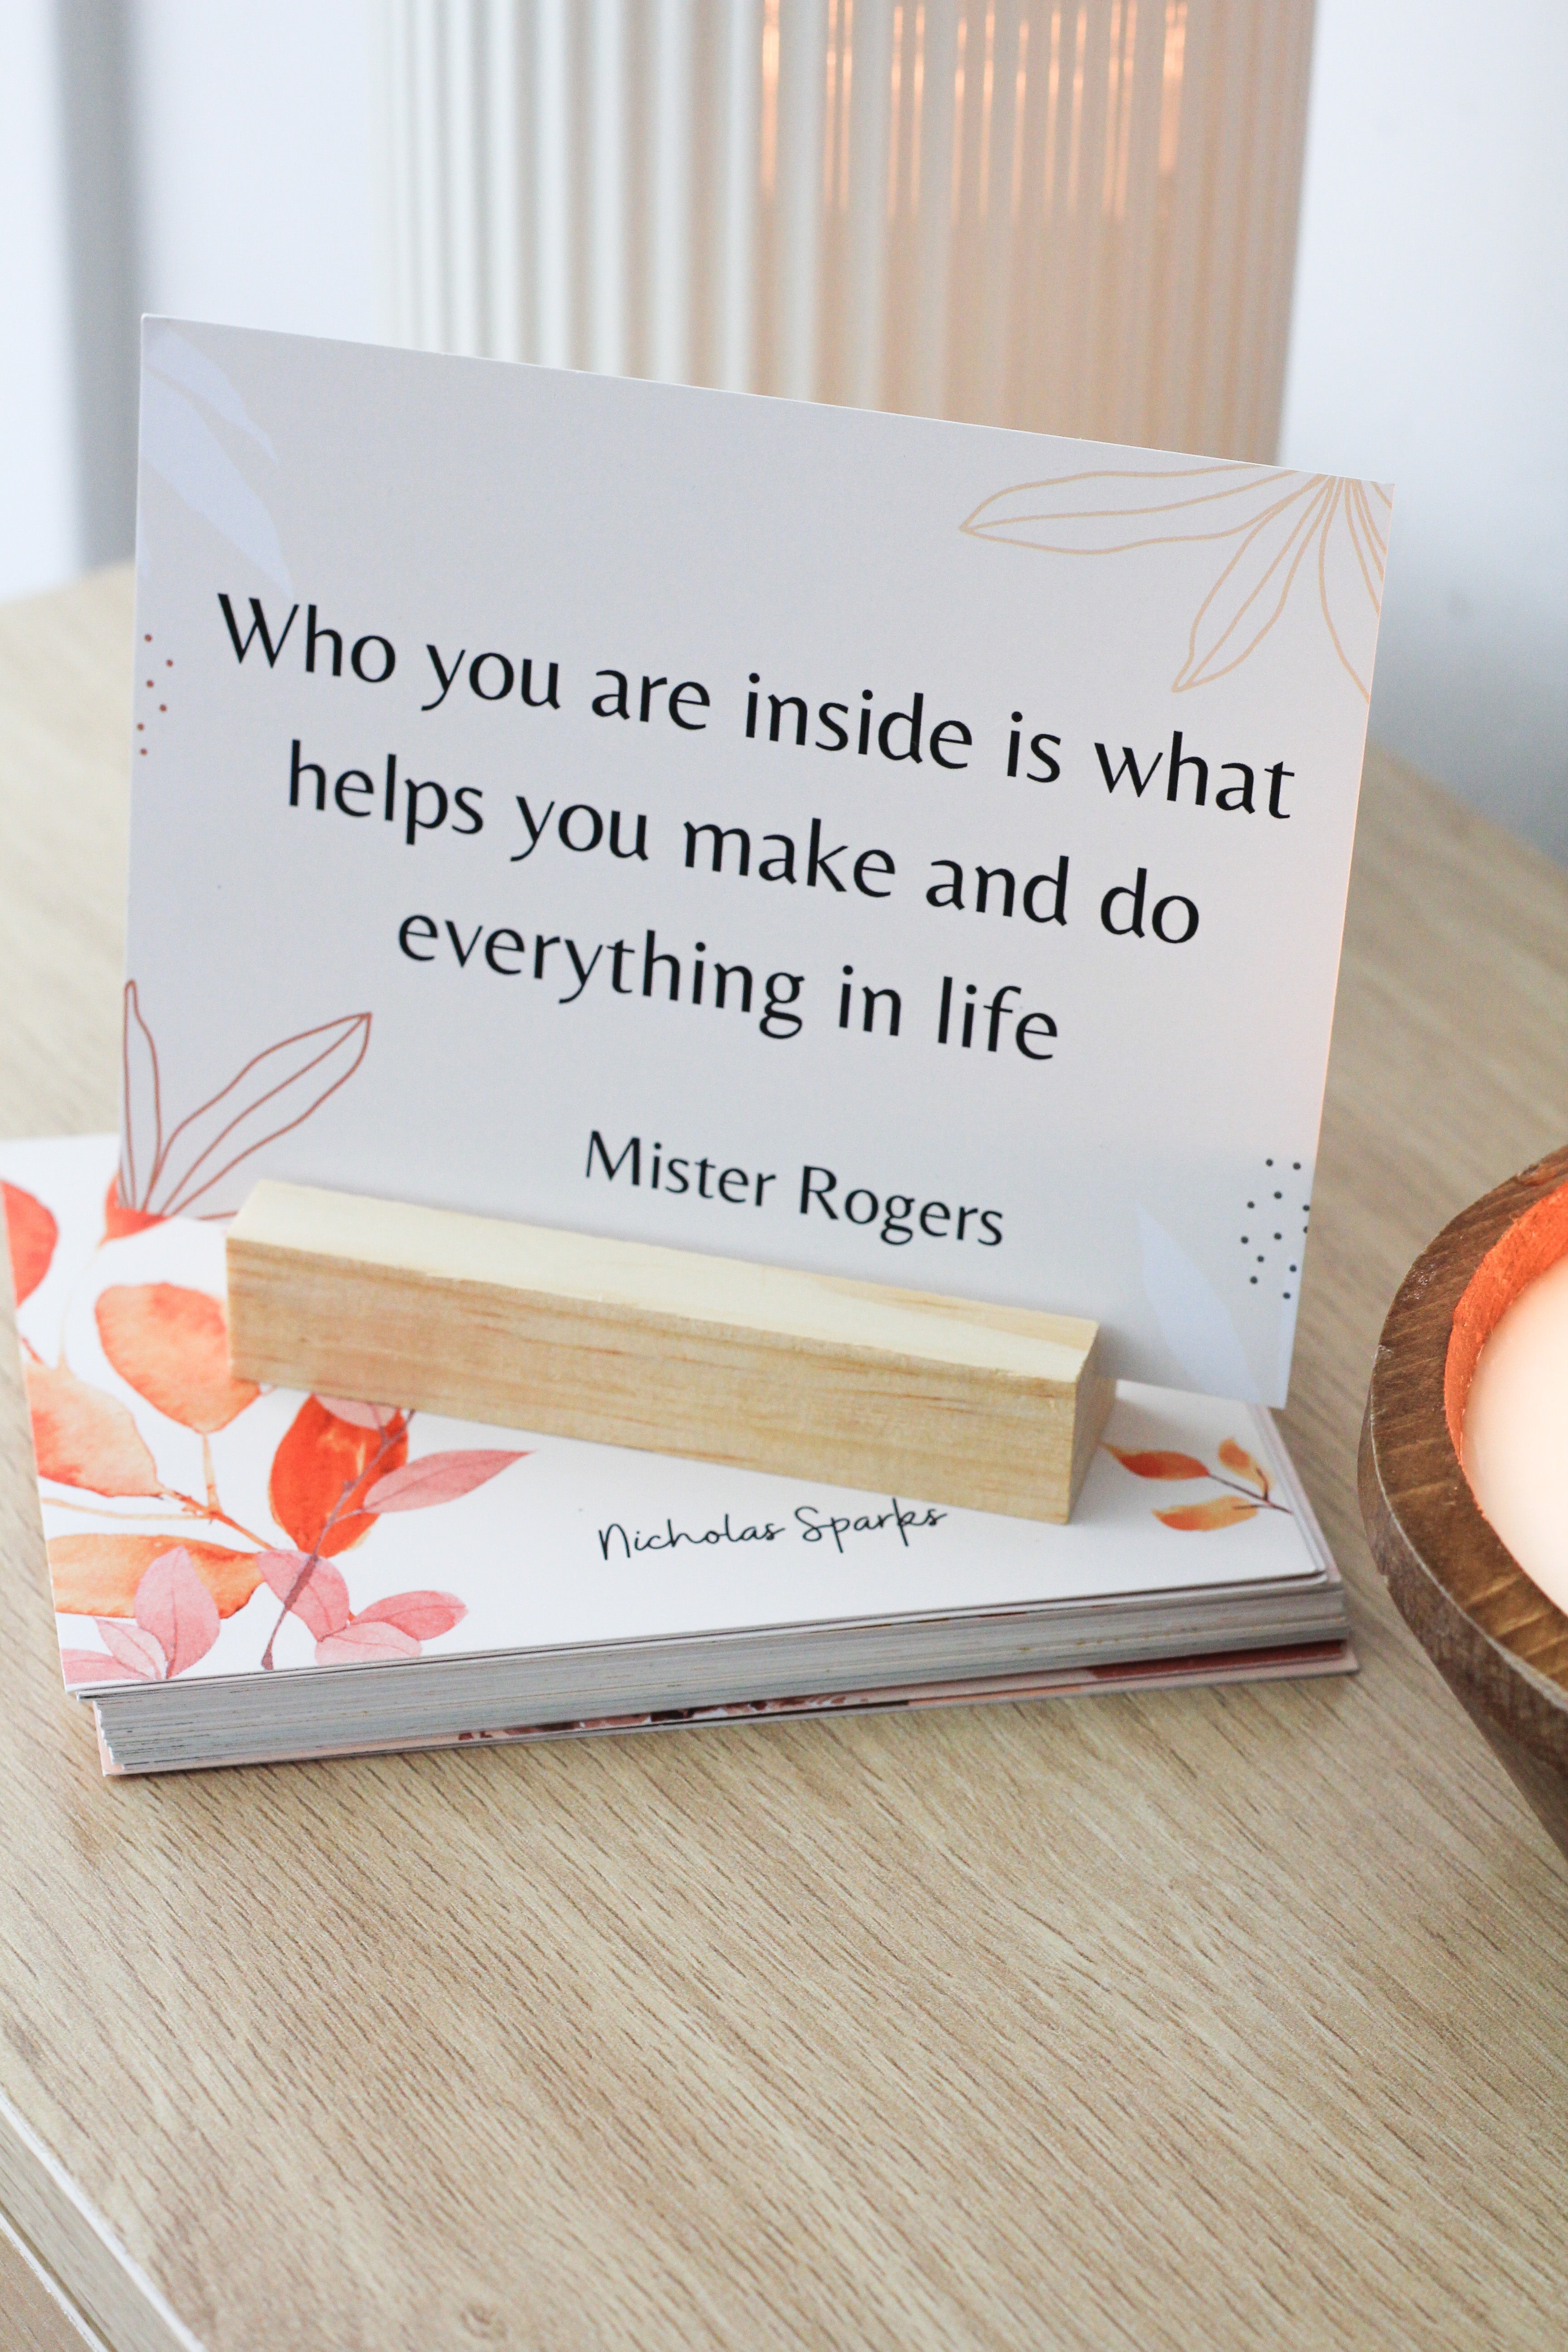 Who you are inside is what
helps you make and do
everything in life
Mister Rogers
Nicholas Sparks